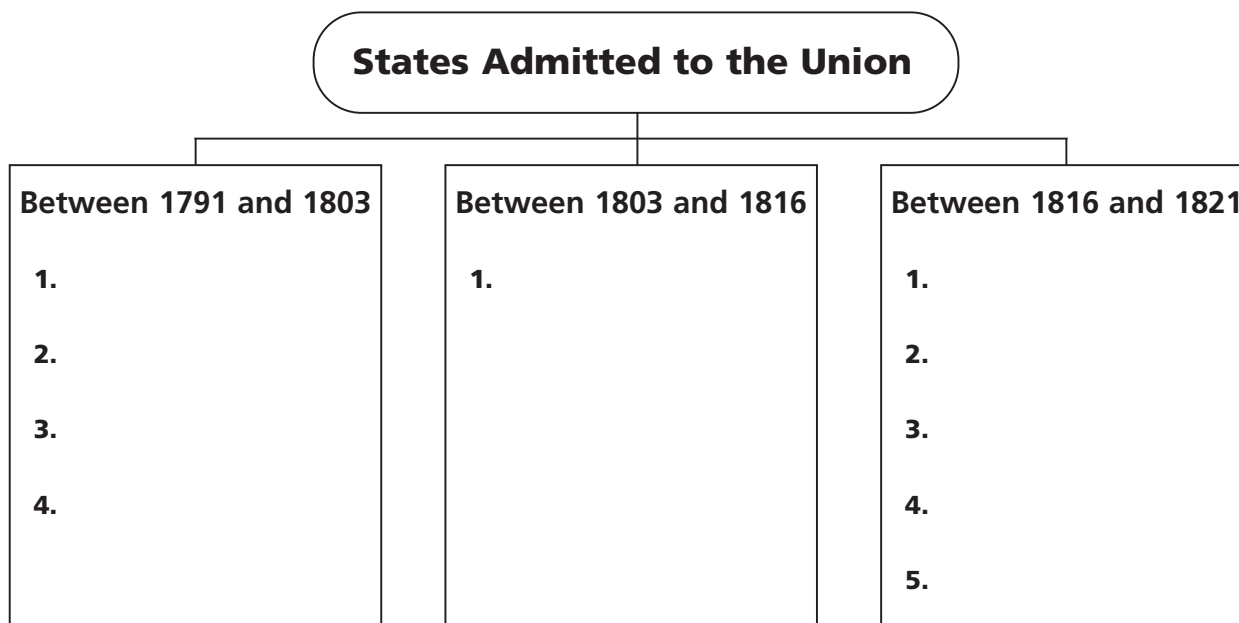 States Admitted to the Union
Between 1791 and 1803
1.
2.
3.
4.
Between 1803 and 1816
1.
Between 1816 and 1821
1.
2.
3.
4.
5.